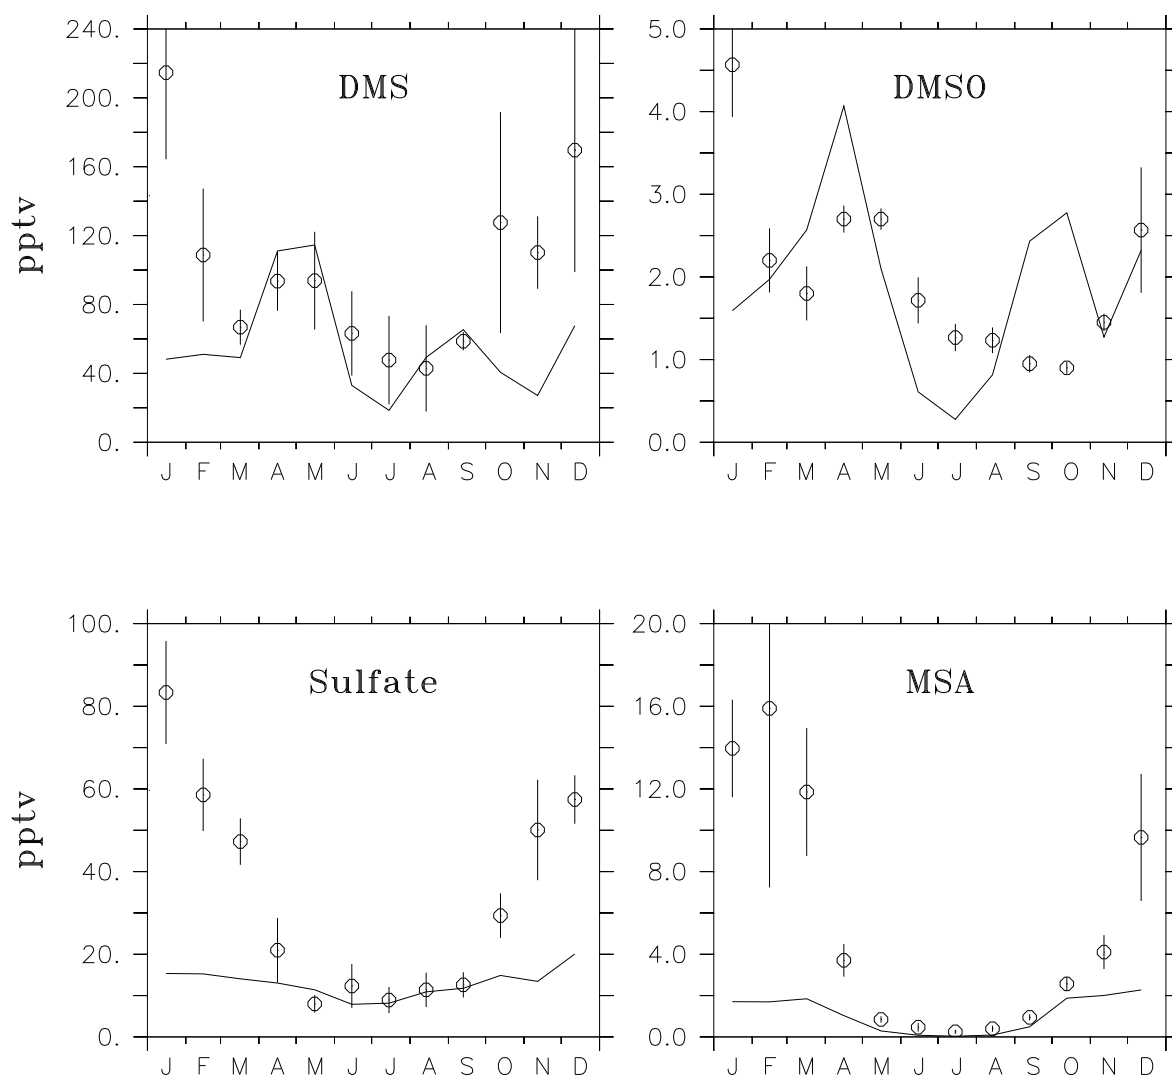 DMS
240.
200.
160.
120.
80.
40.
0.
pptv
J F M A M J J A S O N D
DMSO
5.0
4.0
3.0
2.0
1.0
0.0
J F M A M J J A S O N D
Sulfate
100.
80.
60.
40.
20.
0.
pptv
J F M A M J J A S O N D
MSA
20.0
16.0
12.0
8.0
4.0
0.0
J F M A M J J A S O N D